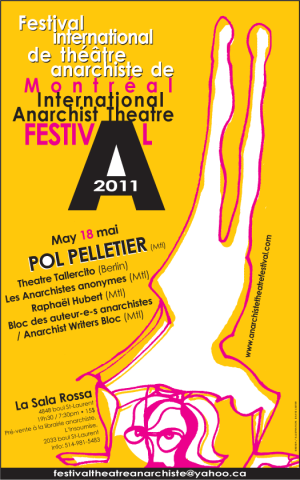 Festival
international
de théâtre
anarchiste de
Montréal
International
Anarchist Theatre
FESTIVAL
2011
May 18 mai
POL PELLETIER (Mtl)
Theatre Tallercito (Berlin)
Les Anarchistes anonymes (Mtl)
Raphaël Hubert (Mtl)
Bloc des auteur-e-s anarchistes
/ Anarchist Writers Bloc (Mtl)
www.anarchistetheatrefestival.com
La Sala Rossa
4848 boul St-Laurent
19h30 / 7:30pm • 15$
Pré-vente à la librairie anarchiste,
L'Insoumise,
2033 boul St-Laurent
Info: 514-981-5483
festivaltheatreanarchiste@yahoo.ca